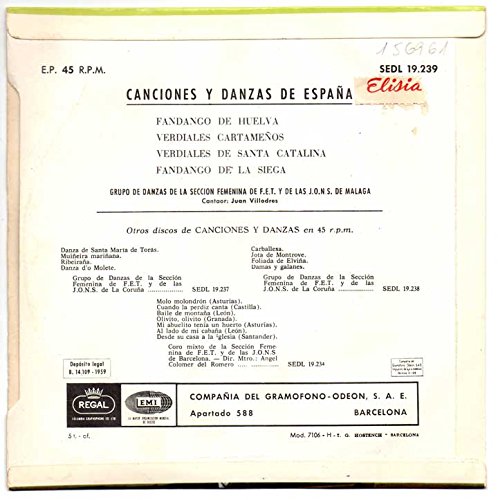 156961
E.P. 45 R.P.M.
SEDL 19.239
Elisia
CANCIONES Y DANZAS DE ESPAÑA
FANDANGO DE HUELVA
VERDIALES CARTAMEÑOS
VERDIALES DE SANTA CATALINA
FANDANGO DE LA SIEGA
GRUPO DE DANZAS DE LA SECCION FEMENINA DE F.E.T. Y DE LAS J.O.N.S. DE MALAGA
Cantaor: Juan Villodres
Otros discos de CANCIONES Y DANZAS en 45 r.p.m.
Danza de Santa Marta de Torás.
Muiñeira mariñana.
Ribeiraña.
Danza d'o Molete.
Grupo de Danzas de la Sección
Femenina de F.E.T. y de las
J.O.N.S. de La Coruña SEDL 19.237
Carballesa.
Jota de Montrove.
Foliada de Elviña.
Damas y galanes.
Grupo de Danzas de la Sección
Femenina de F.E.T. y de las
J.O.N.S. de La Coruña SEDL 19.238
Molo molondrón (Asturias).
Cuando la perdiz canta (Castilla).
Baile de montaña (León).
Olivito, olivito (Granada).
Mi abuelito tenía un huerto (Asturias).
Al lado de mi cabaña (León).
Desde su casa a la iglesia (Santander).
Coro mixto de la Sección Feme
nina de F.E.T. y de las J.O.N.S
de Barcelona. — Dir. Mtro.: Angel
Colomer del Romero SEDL 19.234
Depósito legal
B. 14.109 - 1959
REGAL
EMI
COMPAÑIA DEL GRAMOFONO - ODEON, S. A. E.
Apartado 588 BARCELONA
5 t. - cf.
Mod. 7106 - H - t. G. HOSTENCH - BARCELONA